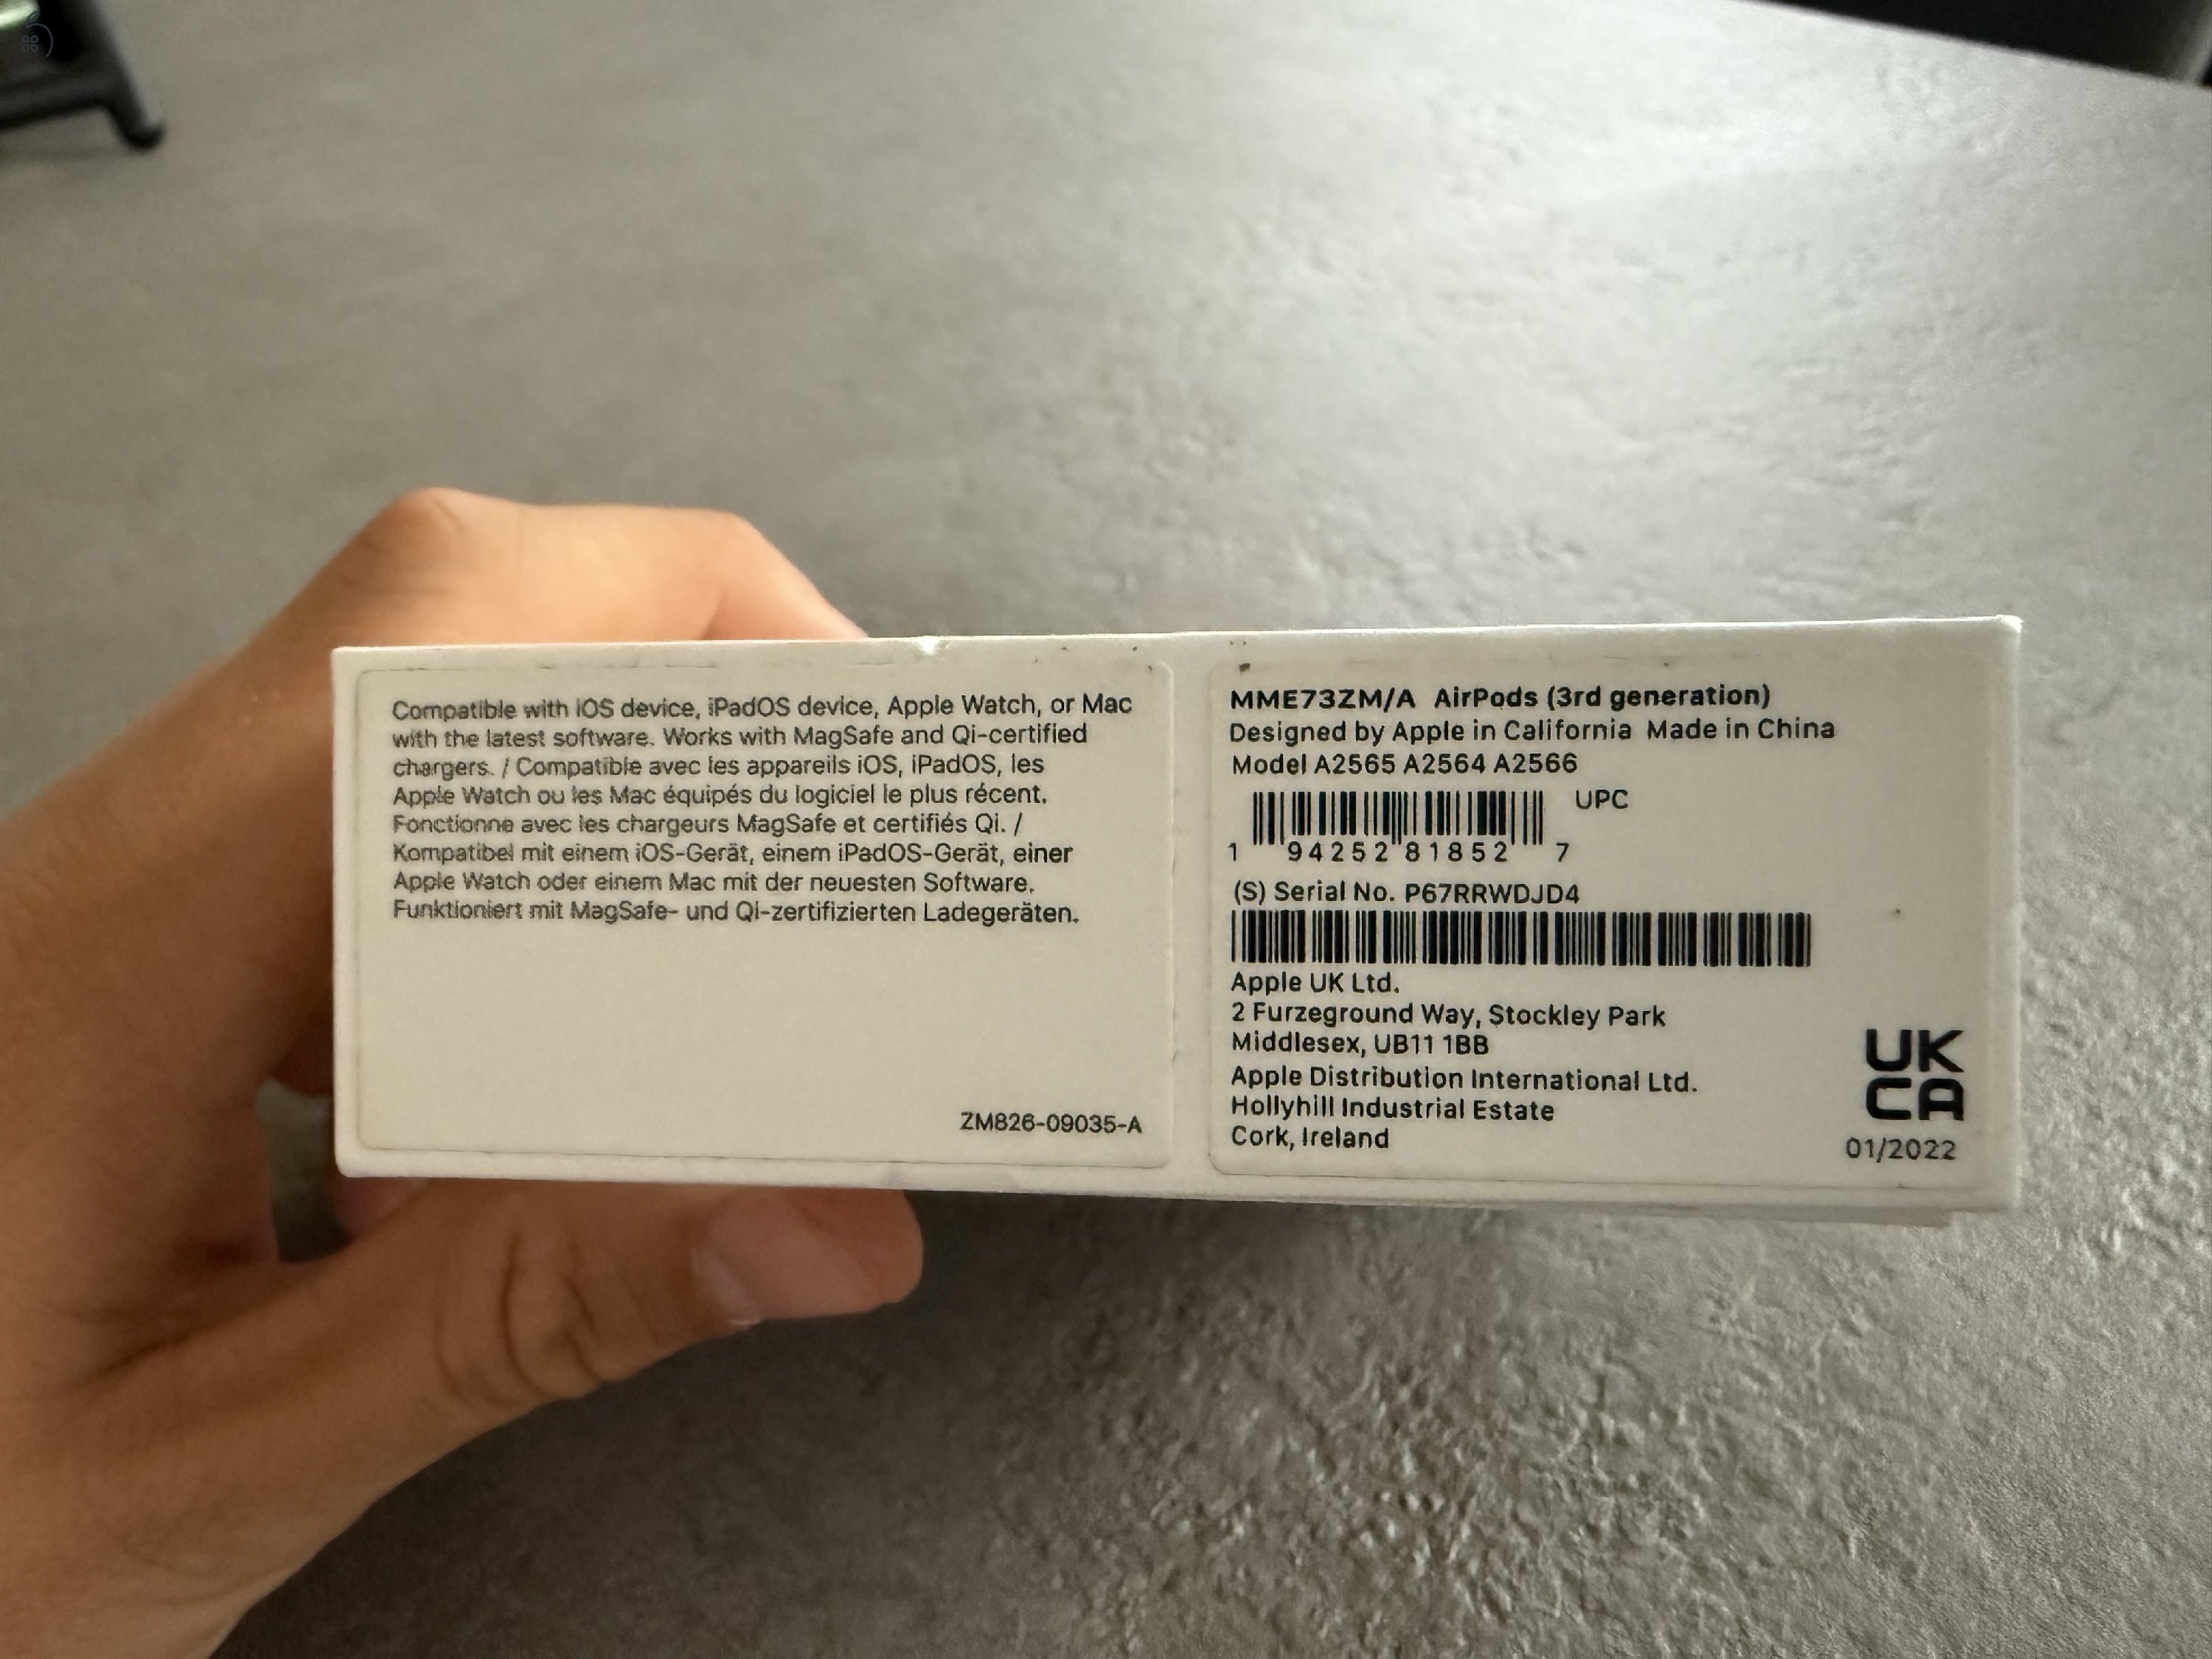 Compatible with iOS device, iPadOS device, Apple Watch, or Mac
with the latest software. Works with MagSafe and Qi-certified
chargers. / Compatible avec les appareils iOS, iPadOS, les
Apple Watch ou les Mac équipés du logiciel le plus récent.
Fonctionne avec les chargeurs MagSafe et certifiés Qi. /
Kompatibel mit einem iOS-Gerät, einem iPadOS-Gerät, einer
Apple Watch oder einem Mac mit der neuesten Software.
Funktioniert mit MagSafe- und Qi-zertifizierten Ladegeräten.
ZM826-09035-A
MME73ZM/A AirPods (3rd generation)
Designed by Apple in California Made in China
Model A2565 A2564 A2566
UPC
1 94252 81852 7
(S) Serial No. P67RRWDJD4
Apple UK Ltd.
2 Furzeground Way, Stockley Park
Middlesex, UB11 1BB
Apple Distribution International Ltd.
Hollyhill Industrial Estate
Cork, Ireland
UK
CA
01/2022